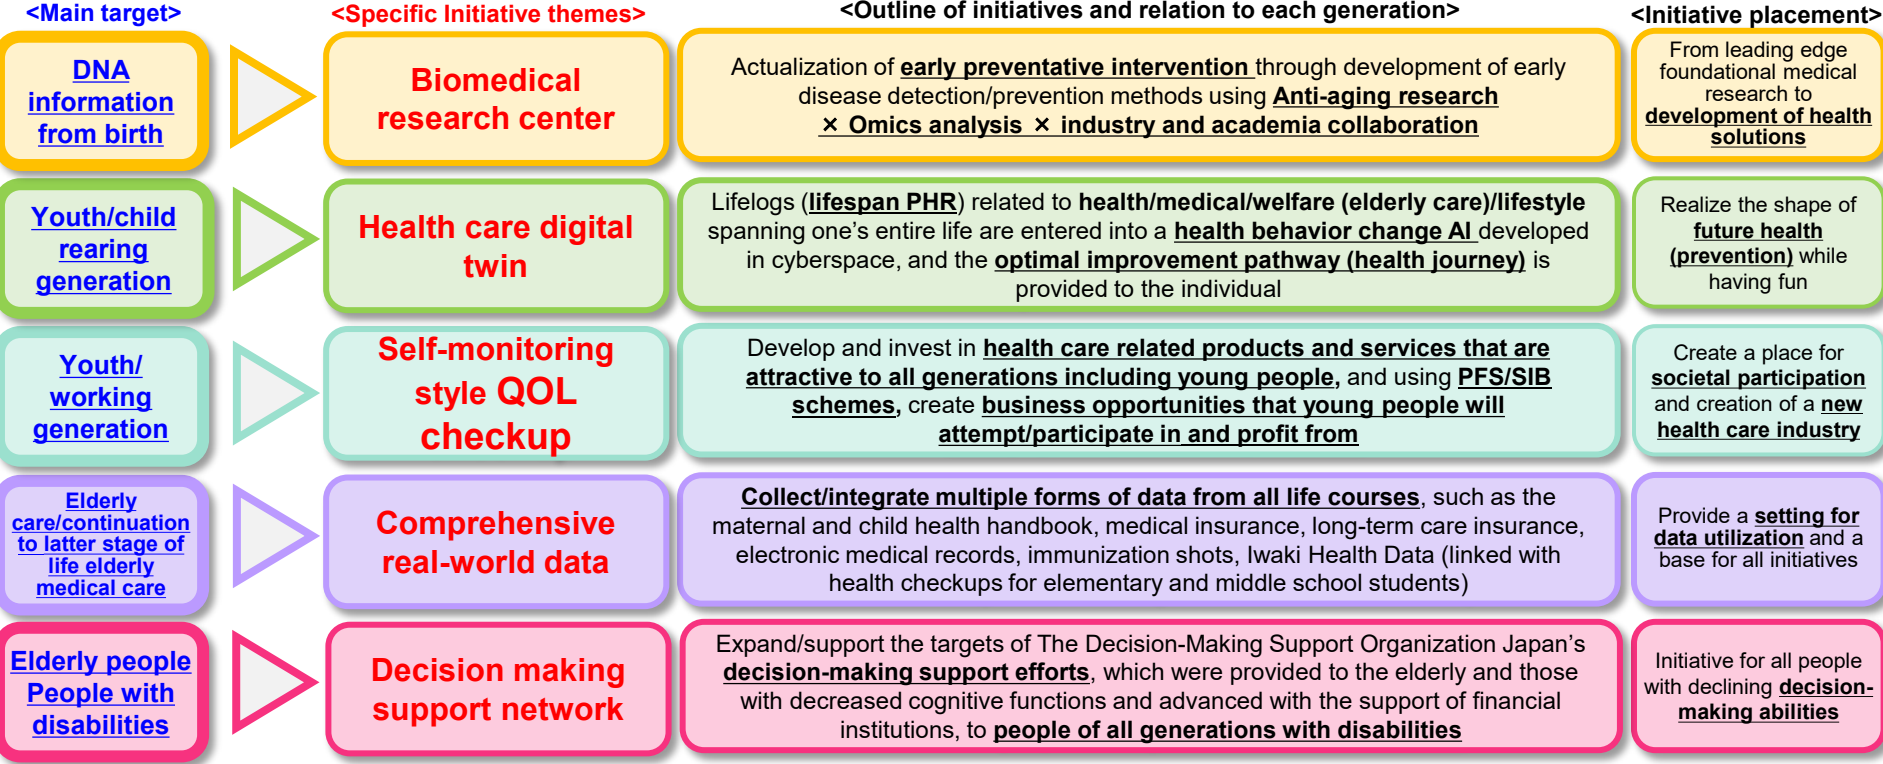 <Main target>
<Specific Initiative themes>
<Outline of initiatives and relation to each generation>
<Initiative placement>
DNA
information
from birth
Biomedical
research center
Actualization of early preventative intervention through development of early
disease detection/prevention methods using Anti-aging research
× Omics analysis × industry and academia collaboration
From leading edge
foundational medical
research to
development of health
solutions
Youth/child
rearing
generation
Health care digital
twin
Lifelogs (lifespan PHR) related to health/medical/welfare (elderly care)/lifestyle
spanning one's entire life are entered into a health behavior change AI developed
in cyberspace, and the optimal improvement pathway (health journey) is
provided to the individual
Realize the shape of
future health
(prevention) while
having fun
Youth/
working
generation
Self-monitoring
style QOL
checkup
Develop and invest in health care related products and services that are
attractive to all generations including young people, and using PFS/SIB
schemes, create business opportunities that young people will
attempt/participate in and profit from
Create a place for
societal participation
and creation of a new
health care industry
Elderly
care/continuation
to latter stage of
life elderly
medical care
Comprehensive
real-world data
Collect/integrate multiple forms of data from all life courses, such as the
maternal and child health handbook, medical insurance, long-term care insurance,
electronic medical records, immunization shots, Iwaki Health Data (linked with
health checkups for elementary and middle school students)
Provide a setting for
data utilization and a
base for all initiatives
Elderly people
People with
disabilities
Decision making
support network
Expand/support the targets of The Decision-Making Support Organization Japan's
decision-making support efforts, which were provided to the elderly and those
with decreased cognitive functions and advanced with the support of financial
institutions, to people of all generations with disabilities
Initiative for all people
with declining decision-
making abilities